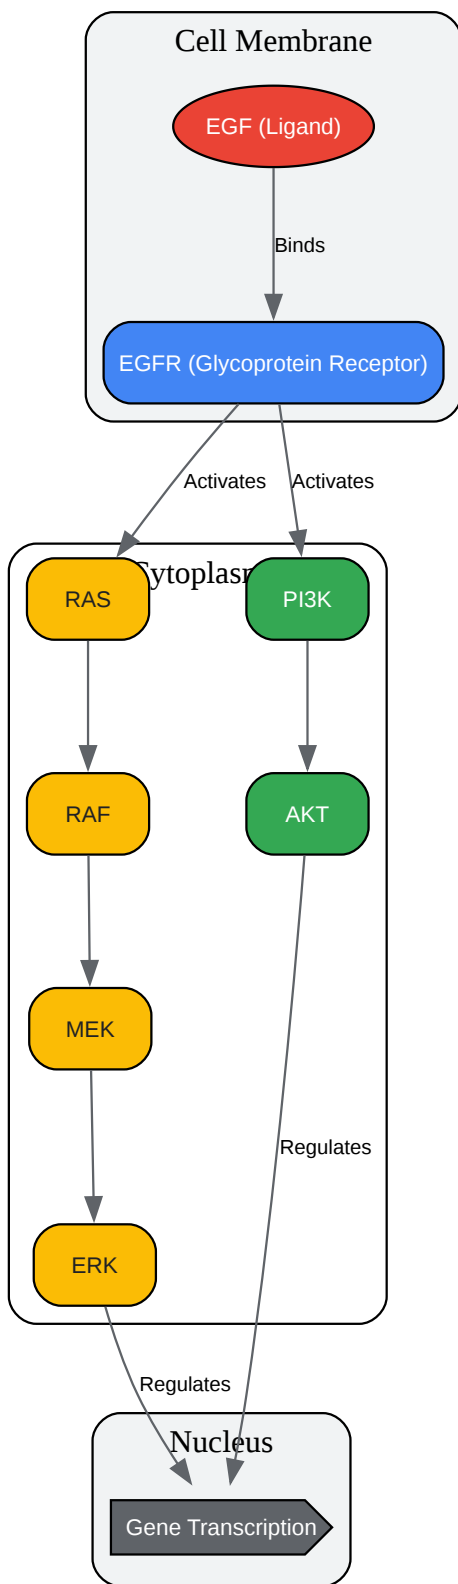 Cell Membrane
EGF (Ligand)
Binds
EGFR (Glycoprotein Receptor)
Activates
Activates
Cytoplasm
RAS
PI3K
RAF
AKT
MEK
Regulates
ERK
Regulates
Nucleus
Gene Transcription